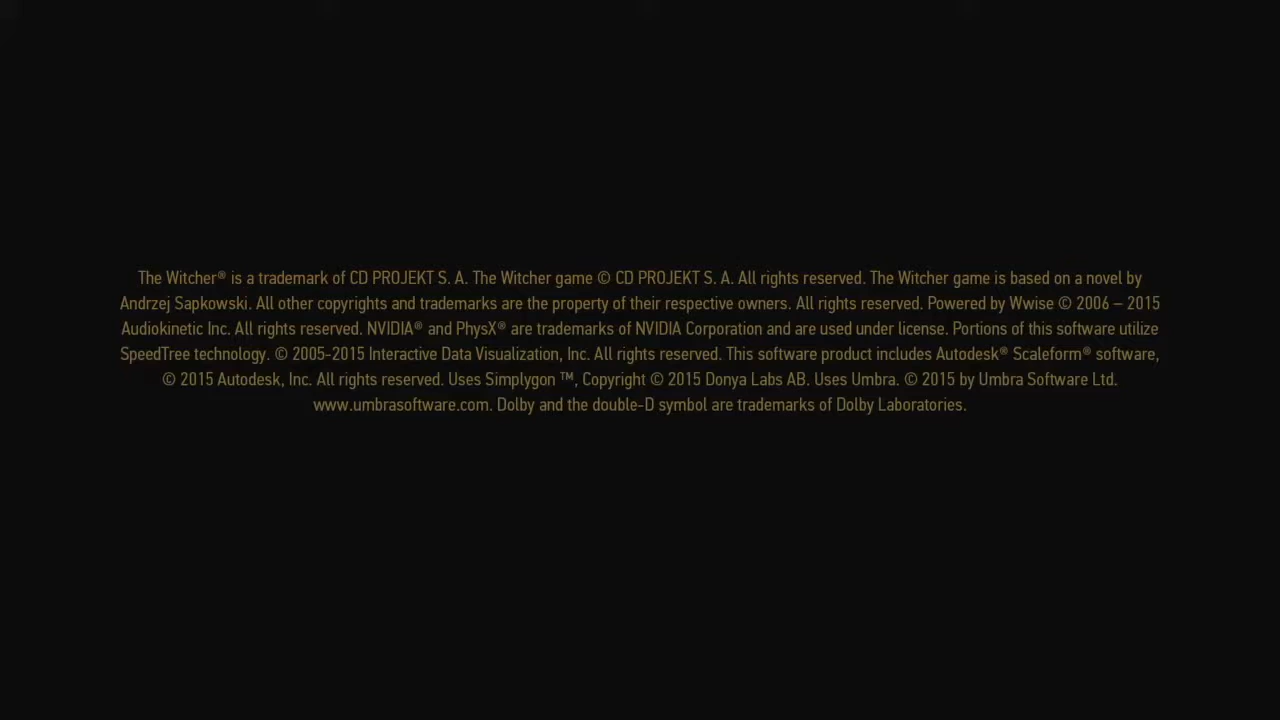 The Witcher® is a trademark of CD PROJEKT S. A. The Witcher game © CD PROJEKT S. A. All rights reserved. The Witcher game is based on a novel by
Andrzej Sapkowski. All other copyrights and trademarks are the property of their respective owners. All rights reserved. Powered by Wwise © 2006 – 2015
Audiokinetic Inc. All rights reserved. NVIDIA® and PhysX® are trademarks of NVIDIA Corporation and are used under license. Portions of this software utilize
SpeedTree technology. © 2005-2015 Interactive Data Visualization, Inc. All rights reserved. This software product includes Autodesk® Scaleform® software,
© 2015 Autodesk, Inc. All rights reserved. Uses Simplygon ™, Copyright © 2015 Donya Labs AB. Uses Umbra. © 2015 by Umbra Software Ltd.
www.umbrasoftware.com. Dolby and the double-D symbol are trademarks of Dolby Laboratories.